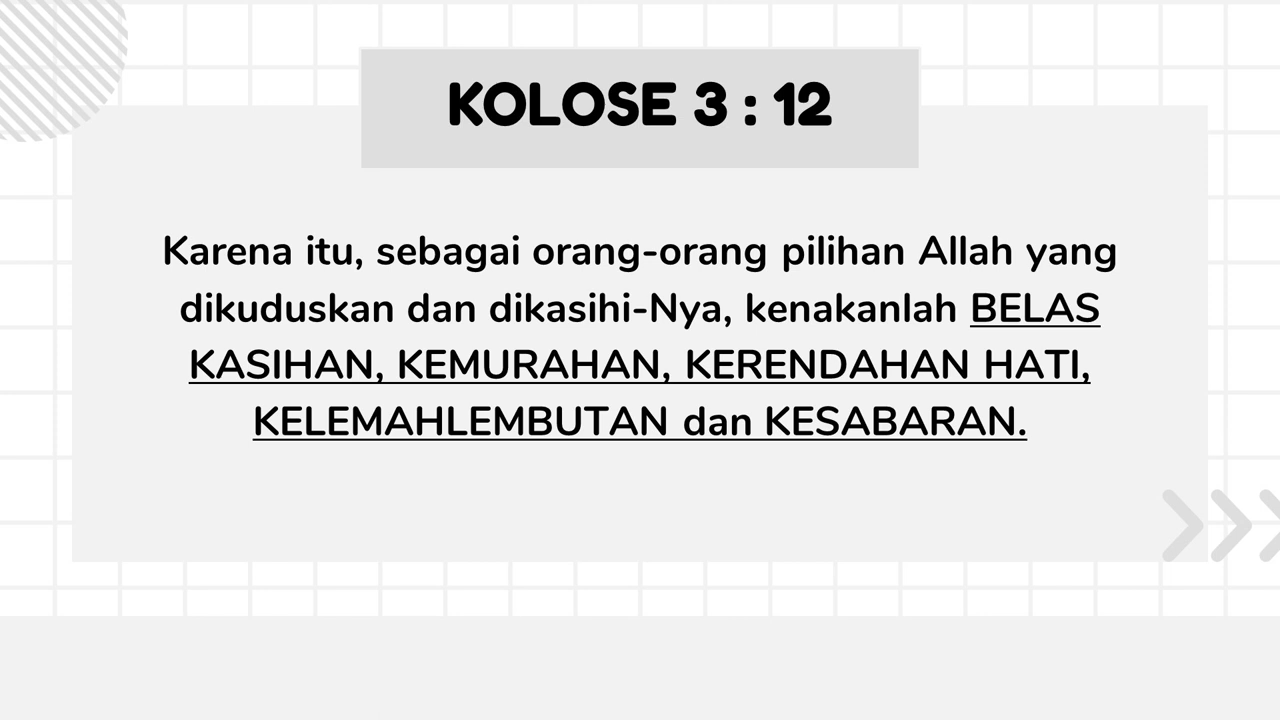 KOLOSE 3 : 12
Karena itu, sebagai orang-orang pilihan Allah yang
dikuduskan dan dikasihi-Nya, kenakanlah BELAS
KASIHAN, KEMURAHAN, KERENDAHAN HATI,
KELEMAHLEMBUTAN dan KESABARAN.